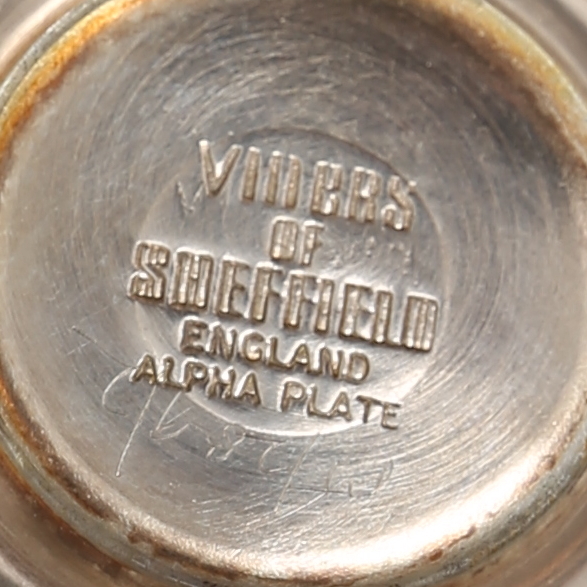 VINERS
OF
SHEFFIELD
ENGLAND
ALPHA PLATE